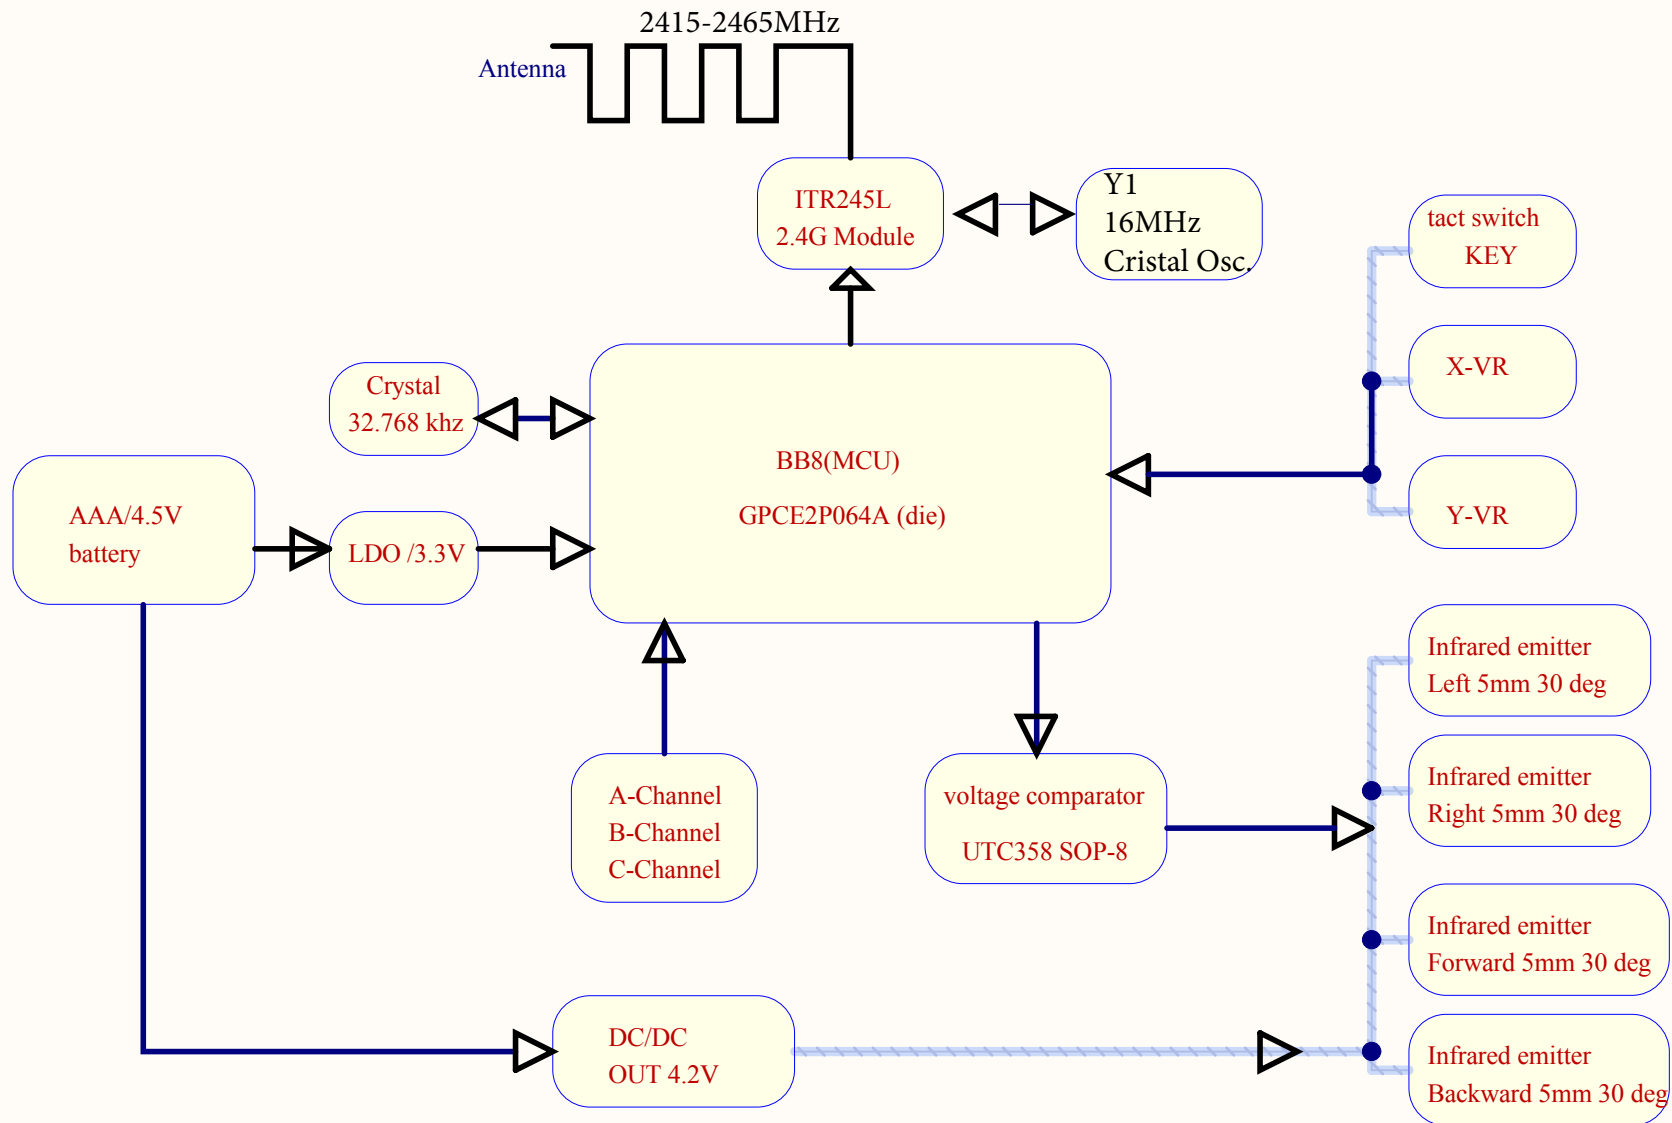 2415-2465MHz
Antenna
ITR245L
2.4G Module
Y1
16MHz
Cristal Osc.
tact switch
KEY
X-VR
Y-VR
Crystal
32.768 khz
BB8(MCU)
GPCE2P064A (die)
AAA/4.5V
battery
LDO /3.3V
A-Channel
B-Channel
C-Channel
voltage comparator
UTC358 SOP-8
Infrared emitter
Left 5mm 30 deg
Infrared emitter
Right 5mm 30 deg
Infrared emitter
Forward 5mm 30 deg
Infrared emitter
Backward 5mm 30 deg
DC/DC
OUT 4.2V